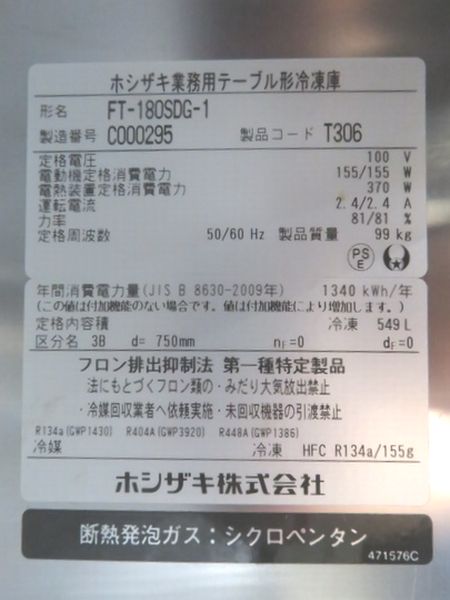 ホシザキ業務用テーブル形冷凍庫
形名 FT-180SDG-1
製造番号 C000295 製品コード T306
定格電圧 100 V
電動機定格消費電力 155/155 W
電熱装置定格消費電力 370 W
運転電流 2.4/2.4 A
力率 81/81 %
定格周波数 50/60 Hz 製品質量 99 kg
PS E
年間消費電力量(JIS B 8630-2009年) 1340 kWh/年
(この値は付加機能のない場合です。値は付加機能により増加します。)
定格内容積 冷凍 549 L
区分名 3B d= 750mm nF=0 dF=0
フロン排出抑制法 第一種特定製品
法にもとづくフロン類の・みだり大気放出禁止
・冷媒回収業者へ依頼実施・未回収機器の引渡禁止
R134a(GWP1430) R404A(GWP3920) R448A(GWP1386)
冷媒 冷凍 HFC R134a/155g
ホシザキ株式会社
断熱発泡ガス：シクロペンタン
471576C